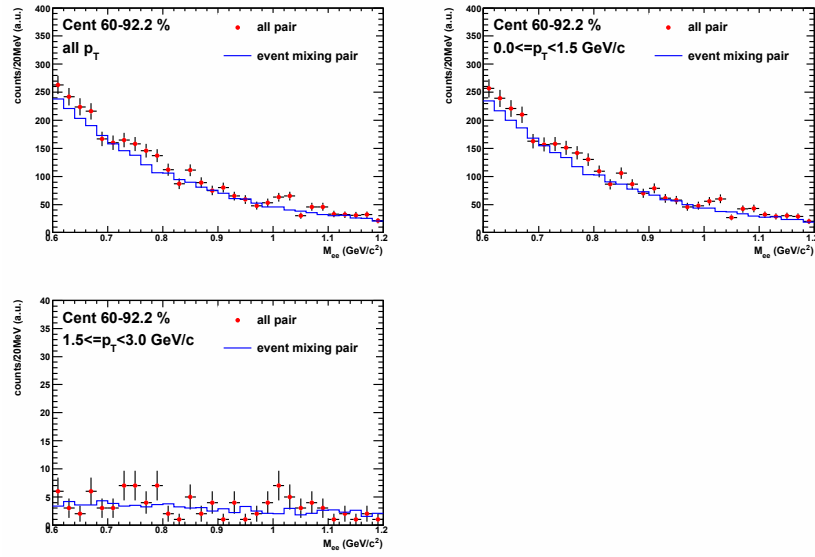 counts/20MeV (a.u.)
400
350
300
250
200
150
100
50
0
Cent 60-92.2 %
all p_T
all pair
event mixing pair
0.6 0.7 0.8 0.9 1 1.1 1.2
M_ee (GeV/c²)
counts/20MeV (a.u.)
400
350
300
250
200
150
100
50
0
Cent 60-92.2 %
0.0<=p_T<1.5 GeV/c
all pair
event mixing pair
0.6 0.7 0.8 0.9 1 1.1 1.2
M_ee (GeV/c²)
counts/20MeV (a.u.)
40
35
30
25
20
15
10
5
0
Cent 60-92.2 %
1.5<=p_T<3.0 GeV/c
all pair
event mixing pair
0.6 0.7 0.8 0.9 1 1.1 1.2
M_ee (GeV/c²)